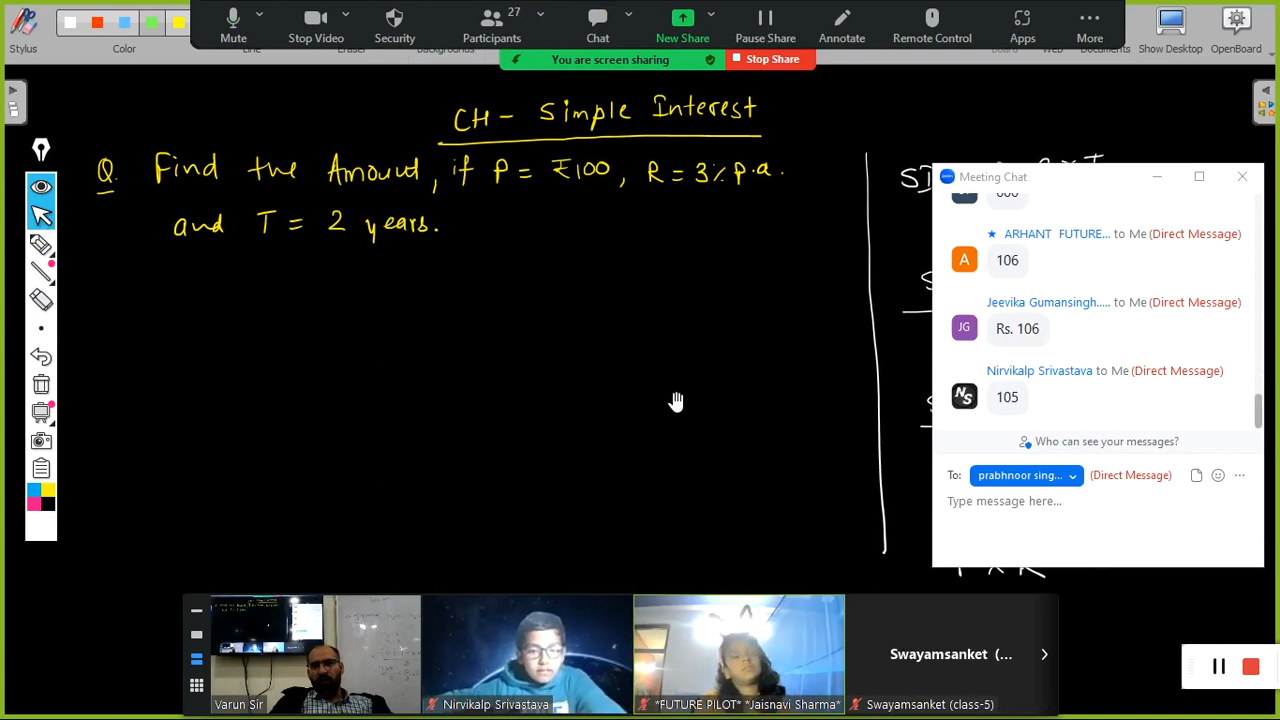 Mute
Stop Video
Security
Participants
27
Chat
New Share
Pause Share
Annotate
Remote Control
Apps
More
Stylus
Color
Show Desktop
OpenBoard
You are screen sharing
Stop Share
CH - Simple Interest
Q. Find the Amount, if P = ₹100, R = 3% p.a.
and T = 2 years.
Meeting Chat
ARHANT FUTURE... to Me (Direct Message)
A
106
Jeevika Gumansingh..... to Me (Direct Message)
JG
Rs. 106
Nirvikalp Srivastava to Me (Direct Message)
NS
105
Who can see your messages?
To: prabhnoor sing... (Direct Message)
Type message here...
P × R
Varun Sir
Nirvikalp Srivastava
*FUTURE PILOT* *Jaisnavi Sharma*
Swayamsanket (...
Swayamsanket (class-5)